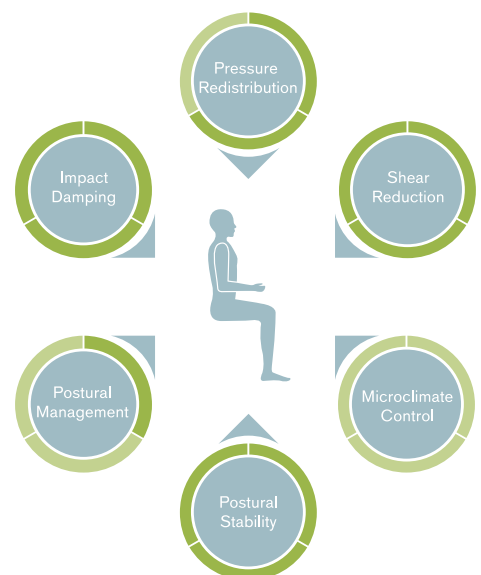 Pressure
Redistribution
Impact
Damping
Shear
Reduction
Postural
Management
Microclimate
Control
Postural
Stability